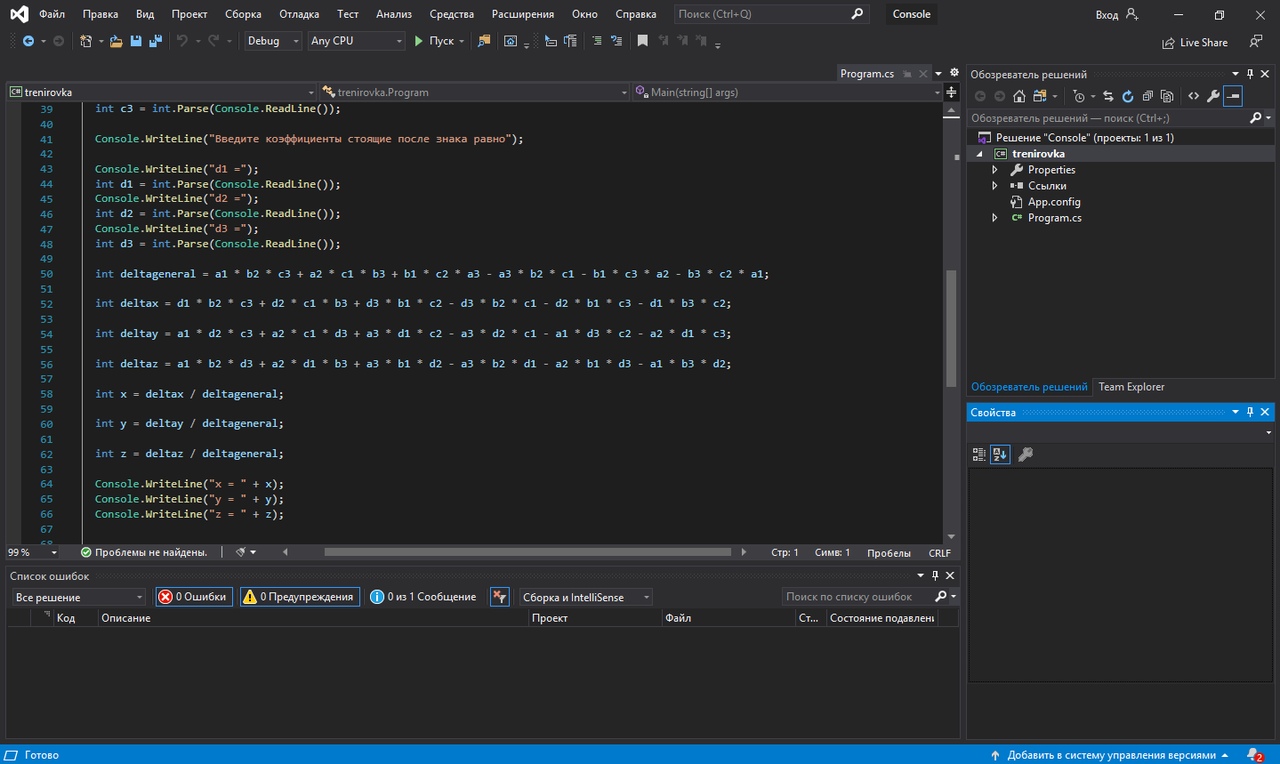 Файл Правка Вид Проект Сборка Отладка Тест Анализ Средства Расширения Окно Справка Поиск (Ctrl+Q) Console Вход
Debug Any CPU Пуск Live Share
Program.cs
trenirovka trenirovka.Program Main(string[] args)
39 int c3 = int.Parse(Console.ReadLine());
40
41 Console.WriteLine("Введите коэффициенты стоящие после знака равно");
42
43 Console.WriteLine("d1 =");
44 int d1 = int.Parse(Console.ReadLine());
45 Console.WriteLine("d2 =");
46 int d2 = int.Parse(Console.ReadLine());
47 Console.WriteLine("d3 =");
48 int d3 = int.Parse(Console.ReadLine());
49
50 int deltageneral = a1 * b2 * c3 + a2 * c1 * b3 + b1 * c2 * a3 - a3 * b2 * c1 - b1 * c3 * a2 - b3 * c2 * a1;
51
52 int deltax = d1 * b2 * c3 + d2 * c1 * b3 + d3 * b1 * c2 - d3 * b2 * c1 - d2 * b1 * c3 - d1 * b3 * c2;
53
54 int deltay = a1 * d2 * c3 + a2 * c1 * d3 + a3 * d1 * c2 - a3 * d2 * c1 - a1 * d3 * c2 - a2 * d1 * c3;
55
56 int deltaz = a1 * b2 * d3 + a2 * d1 * b3 + a3 * b1 * d2 - a3 * b2 * d1 - a2 * b1 * d3 - a1 * b3 * d2;
57
58 int x = deltax / deltageneral;
59
60 int y = deltay / deltageneral;
61
62 int z = deltaz / deltageneral;
63
64 Console.WriteLine("x = " + x);
65 Console.WriteLine("y = " + y);
66 Console.WriteLine("z = " + z);
67
99 % Проблемы не найдены. Стр: 1 Симв: 1 Пробелы CRLF
Список ошибок
Все решение 0 Ошибки 0 Предупреждения 0 из 1 Сообщение Сборка и IntelliSense Поиск по списку ошибок
Код Описание Проект Файл Ст... Состояние подавлени
Обозреватель решений
Обозреватель решений — поиск (Ctrl+;)
Решение "Console" (проекты: 1 из 1)
trenirovka
Properties
Ссылки
App.config
C# Program.cs
Обозреватель решений Team Explorer
Свойства
Готово Добавить в систему управления версиями 2